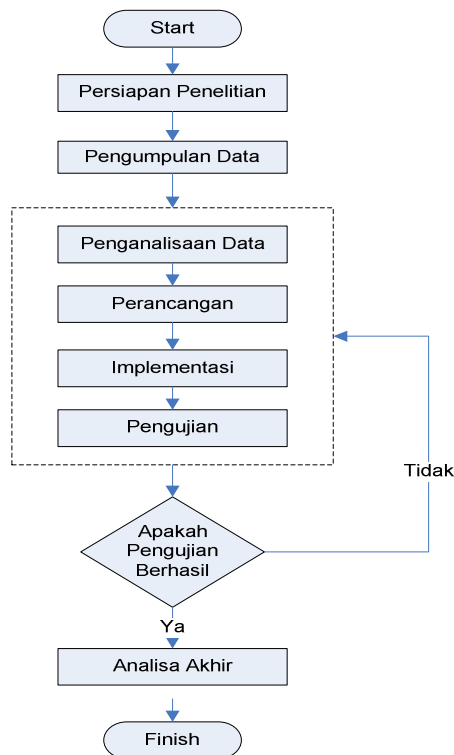 Start
Persiapan Penelitian
Pengumpulan Data
Penganalisaan Data
Perancangan
Implementasi
Pengujian
Tidak
Apakah
Pengujian
Berhasil
Ya
Analisa Akhir
Finish